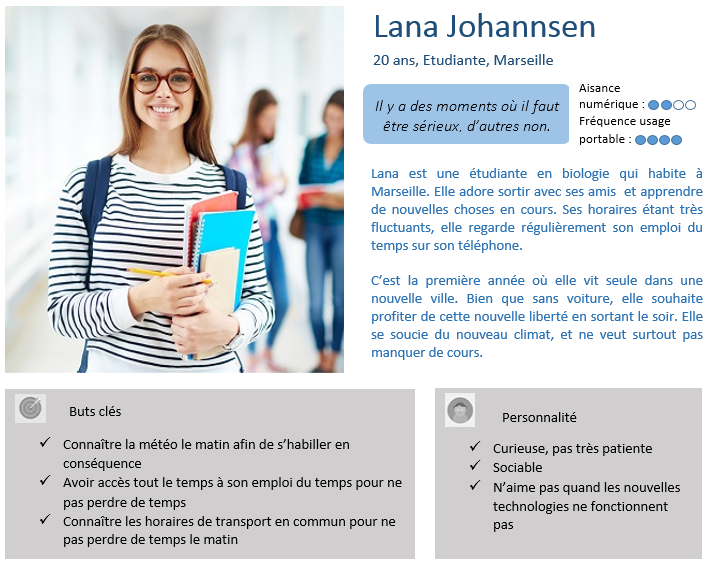 Lana Johannsen
20 ans, Etudiante, Marseille
Il y a des moments où il faut
être sérieux, d'autres non.
Aisance
numérique :
Fréquence usage
portable :
Lana est une étudiante en biologie qui habite à
Marseille. Elle adore sortir avec ses amis et apprendre
de nouvelles choses en cours. Ses horaires étant très
fluctuants, elle regarde régulièrement son emploi du
temps sur son téléphone.
C'est la première année où elle vit seule dans une
nouvelle ville. Bien que sans voiture, elle souhaite
profiter de cette nouvelle liberté en sortant le soir. Elle
se soucie du nouveau climat, et ne veut surtout pas
manquer de cours.
Buts clés
✓ Connaître la météo le matin afin de s'habiller en
conséquence
✓ Avoir accès tout le temps à son emploi du temps pour ne
pas perdre de temps
✓ Connaître les horaires de transport en commun pour ne
pas perdre de temps le matin
Personnalité
✓ Curieuse, pas très patiente
✓ Sociable
✓ N'aime pas quand les nouvelles
technologies ne fonctionnent
pas